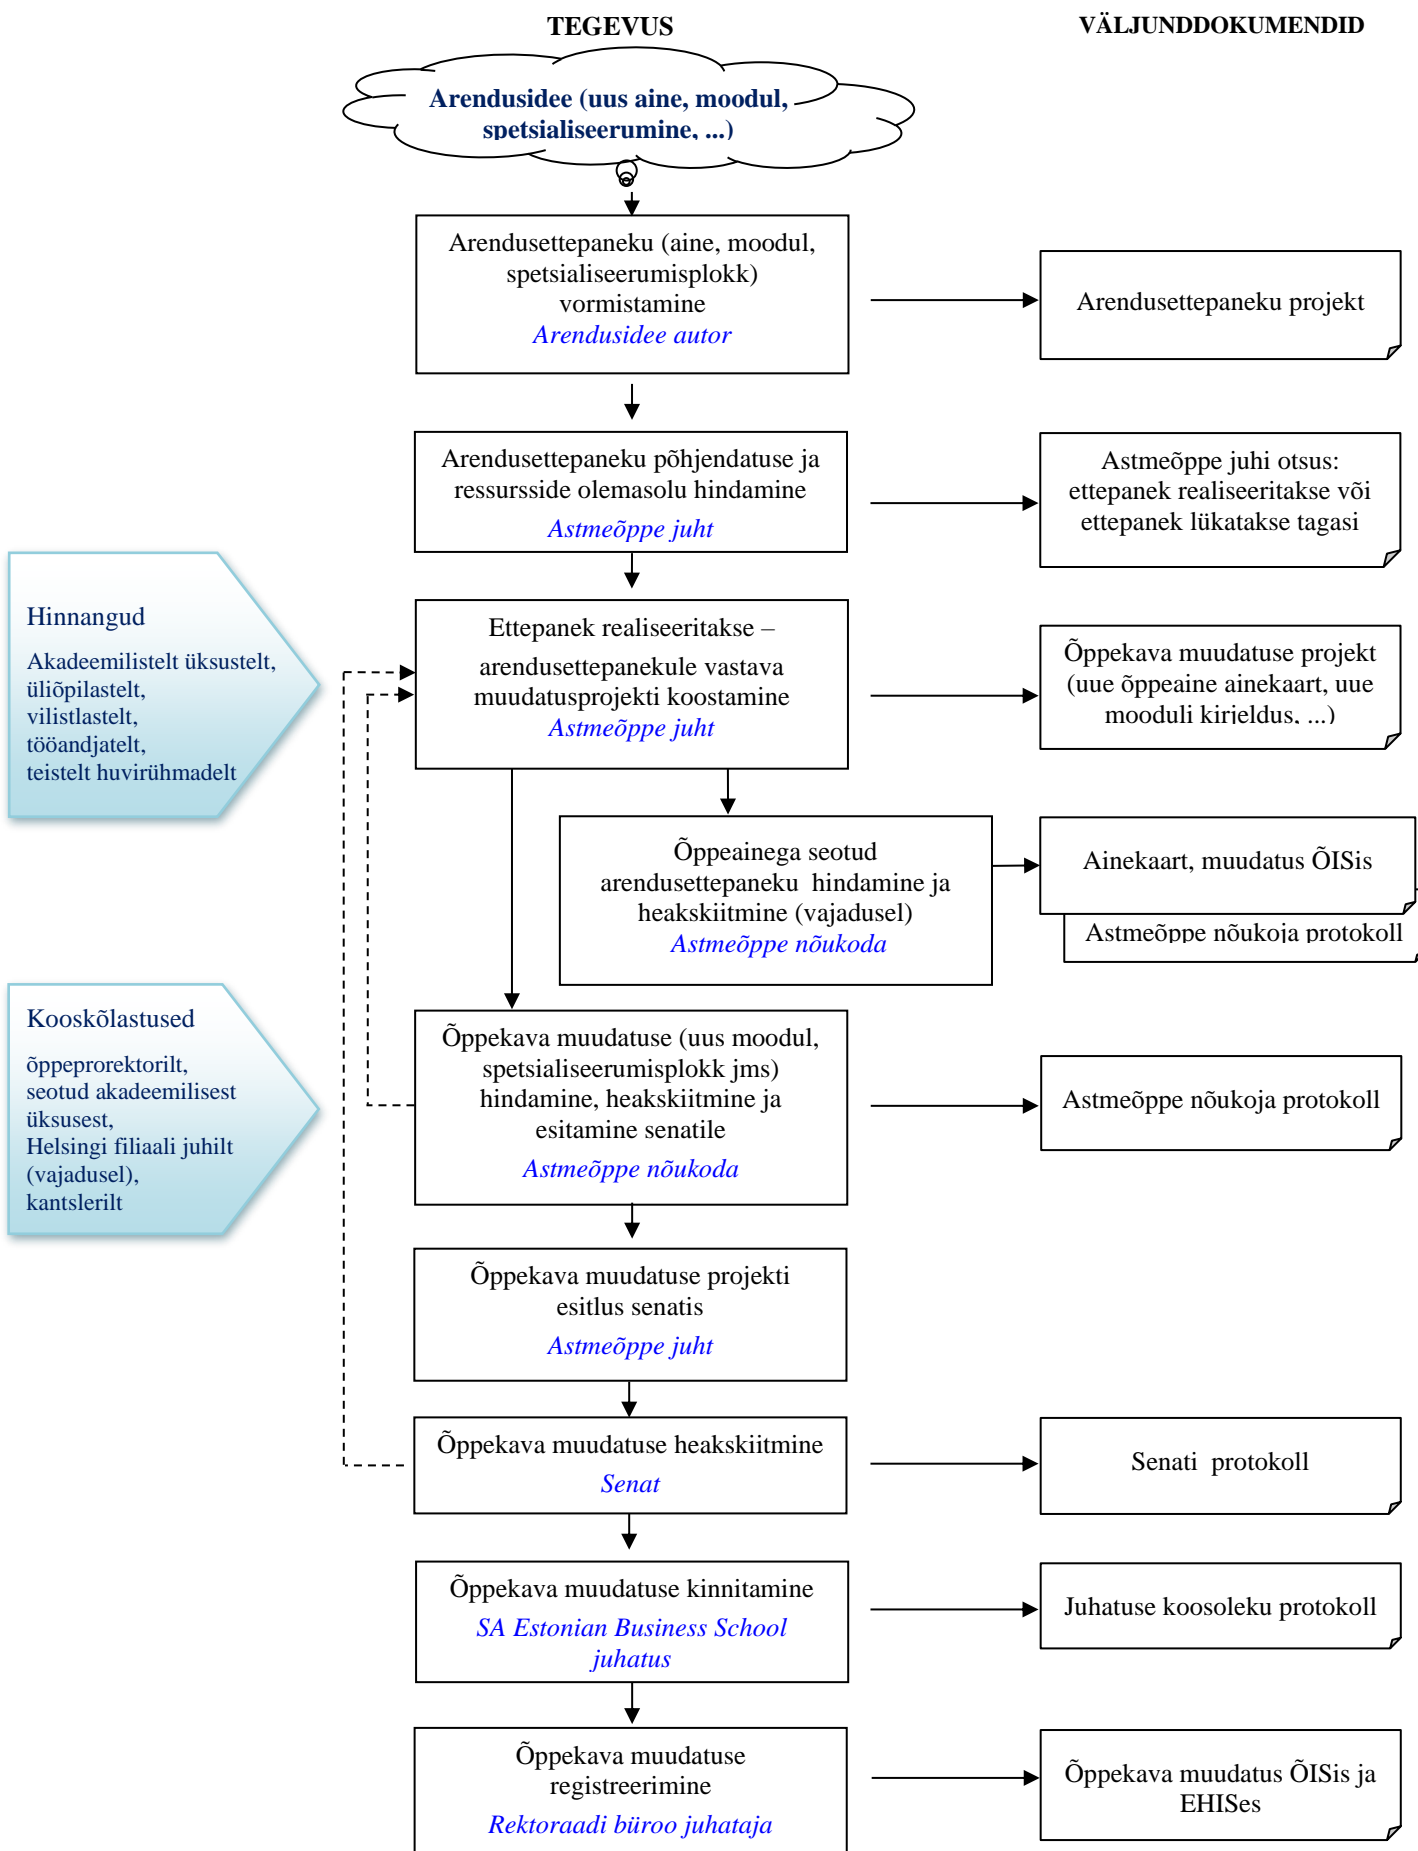 TEGEVUS
VÄLJUNDDOKUMENDID
Arendusidee (uus aine, moodul,
spetsialiseerumine, ...)
Arendusettepaneku (aine, moodul,
spetsialiseerumisplokk)
vormistamine
Arendusidee autor
Arendusettepaneku projekt
Arendusettepaneku põhjendatuse ja
ressursside olemasolu hindamine
Astmeõppe juht
Astmeõppe juhi otsus:
ettepanek realiseeritakse või
ettepanek lükatakse tagasi
Hinnangud
Akadeemilistelt üksustelt,
üliõpilastelt,
vilistlastelt,
tööandjatelt,
teistelt huvirühmadelt
Ettepanek realiseeritakse –
arendusettepanekule vastava
muudatusprojekti koostamine
Astmeõppe juht
Õppekava muudatuse projekt
(uue õppeaine ainekaart, uue
mooduli kirjeldus, ...)
Õppeainega seotud
arendusettepaneku hindamine ja
heakskiitmine (vajadusel)
Astmeõppe nõukoda
Ainekaart, muudatus ÕISis
Astmeõppe nõukoja protokoll
Kooskõlastused
õppeprorektorilt,
seotud akadeemilisest
üksusest,
Helsingi filiaali juhilt
(vajadusel),
kantslerilt
Õppekava muudatuse (uus moodul,
spetsialiseerumisplokk jms)
hindamine, heakskiitmine ja
esitamine senatile
Astmeõppe nõukoda
Astmeõppe nõukoja protokoll
Õppekava muudatuse projekti
esitlus senatis
Astmeõppe juht
Õppekava muudatuse heakskiitmine
Senat
Senati protokoll
Õppekava muudatuse kinnitamine
SA Estonian Business School
juhatus
Juhatuse koosoleku protokoll
Õppekava muudatuse
registreerimine
Rektoraadi büroo juhataja
Õppekava muudatus ÕISis ja
EHISes